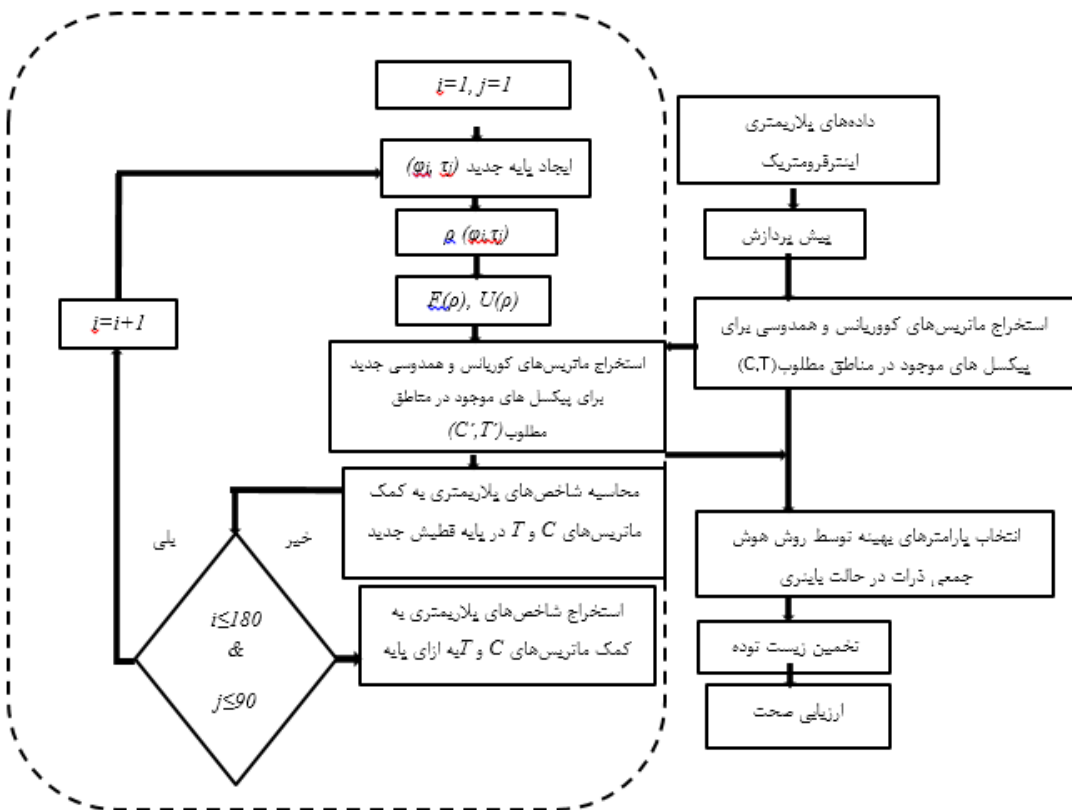 i=1, j=1
ایجاد پایه جدید (φi, τj)
ρ (φi,τj)
E(ρ), U(ρ)
استخراج ماتریس‌های کوریانس و همدوسی جدید
برای پیکسل های موجود در مناطق
مطلوب(C´,T´)
محاسبه شاخص‌های پلاریمتری به کمک
ماتریس‌های C و T در پایه قطبش جدید
خیر
بلی
i≤180
&
j≤90
i=i+1
استخراج شاخص‌های پلاریمتری به
کمک ماتریس‌های C و Tبه ازای پایه
داده‌های پلاریمتری
اینترفرومتریک
پیش پردازش
استخراج ماتریس‌های کووریانس و همدوسی برای
پیکسل های موجود در مناطق مطلوب(C,T)
انتخاب پارامترهای بهینه توسط روش هوش
جمعی ذرات در حالت باینری
تخمین زیست توده
ارزیابی صحت